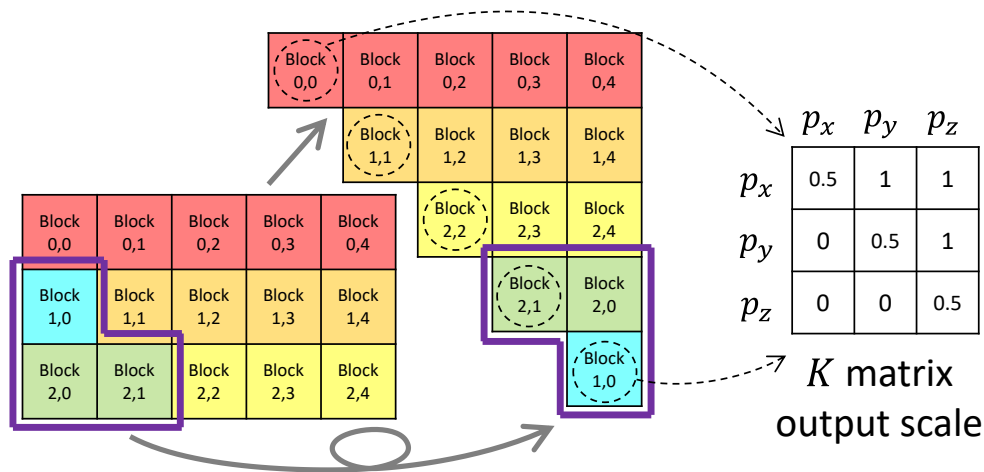 Block Block Block Block Block
0,0 0,1 0,2 0,3 0,4
Block Block Block Block
1,1 1,2 1,3 1,4
Block Block Block
2,2 2,3 2,4
Block Block
2,1 2,0
Block
1,0
Block Block Block Block Block
0,0 0,1 0,2 0,3 0,4
Block Block Block Block Block
1,0 1,1 1,2 1,3 1,4
Block Block Block Block Block
2,0 2,1 2,2 2,3 2,4
p_x p_y p_z
p_x 0.5 1 1
p_y 0 0.5 1
p_z 0 0 0.5
K matrix
output scale